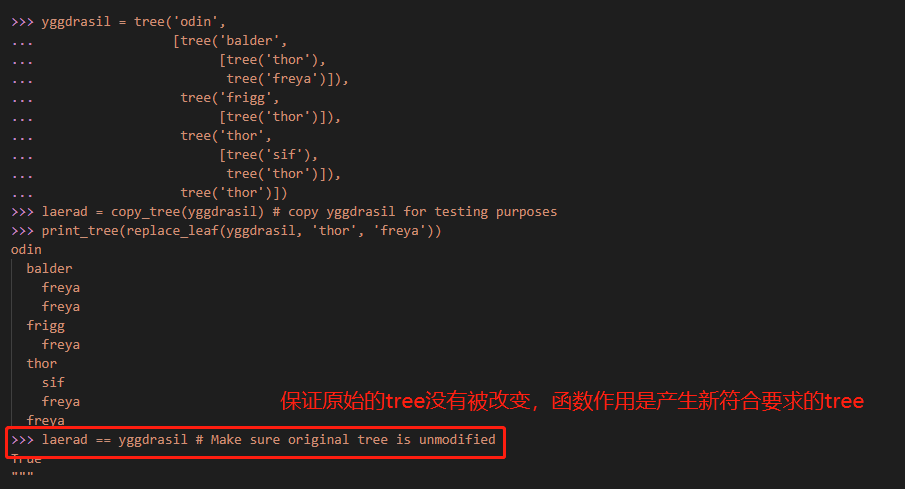 >>> yggdrasil = tree('odin',
...                  [tree('balder',
...                        [tree('thor'),
...                         tree('freya')]),
...                   tree('frigg',
...                        [tree('thor')]),
...                   tree('thor',
...                        [tree('sif'),
...                         tree('thor')]),
...                   tree('thor')])
>>> laerad = copy_tree(yggdrasil) # copy yggdrasil for testing purposes
>>> print_tree(replace_leaf(yggdrasil, 'thor', 'freya'))
odin
  balder
    freya
    freya
  frigg
    freya
  thor
    sif
    freya
  freya
保证原始的tree没有被改变，函数作用是产生新符合要求的tree
>>> laerad == yggdrasil # Make sure original tree is unmodified
True
"""